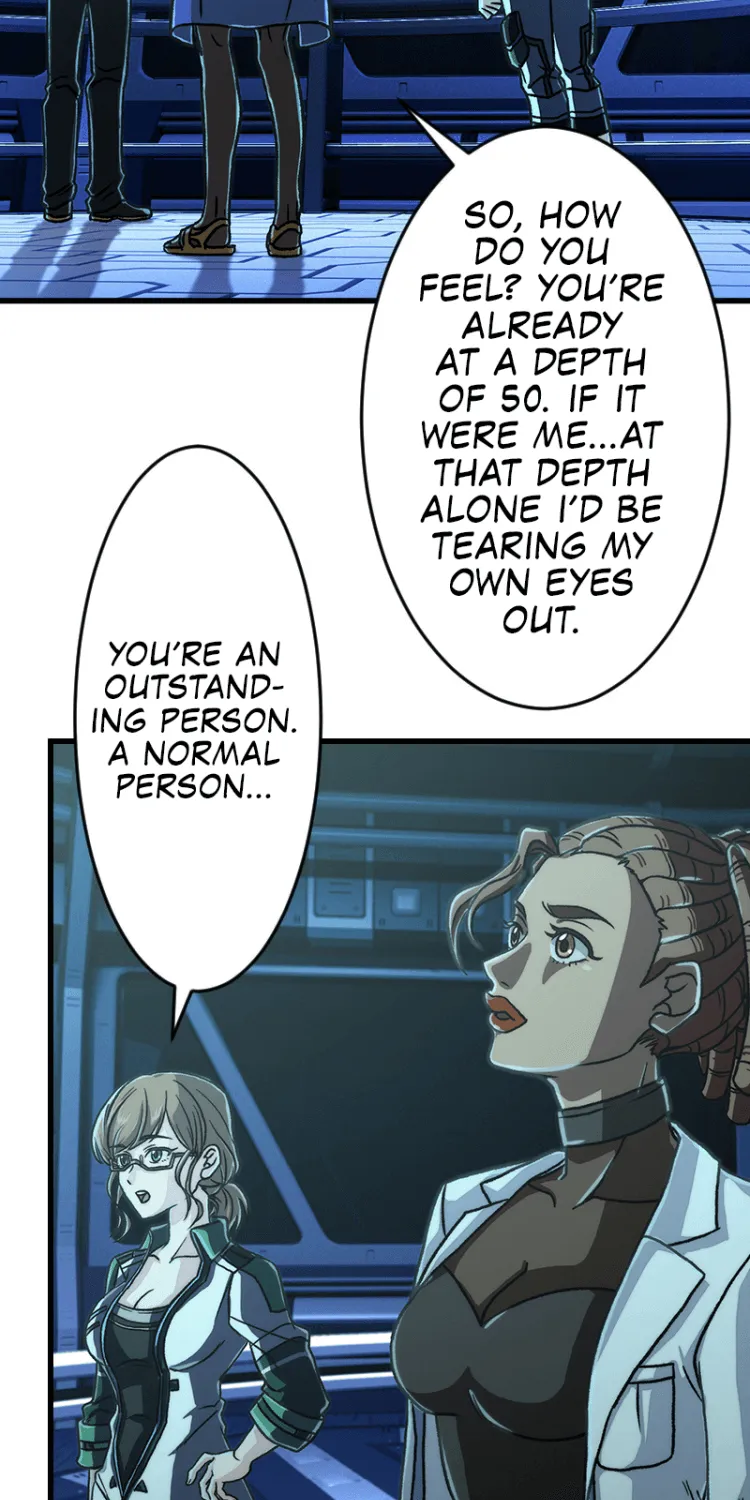 SO, HOW
DO YOU
FEEL? YOU'RE
ALREADY
AT A DEPTH
OF 50. IF IT
WERE ME...AT
THAT DEPTH
ALONE I'D BE
TEARING MY
OWN EYES
OUT.
YOU'RE AN
OUTSTAND-
ING PERSON.
A NORMAL
PERSON...